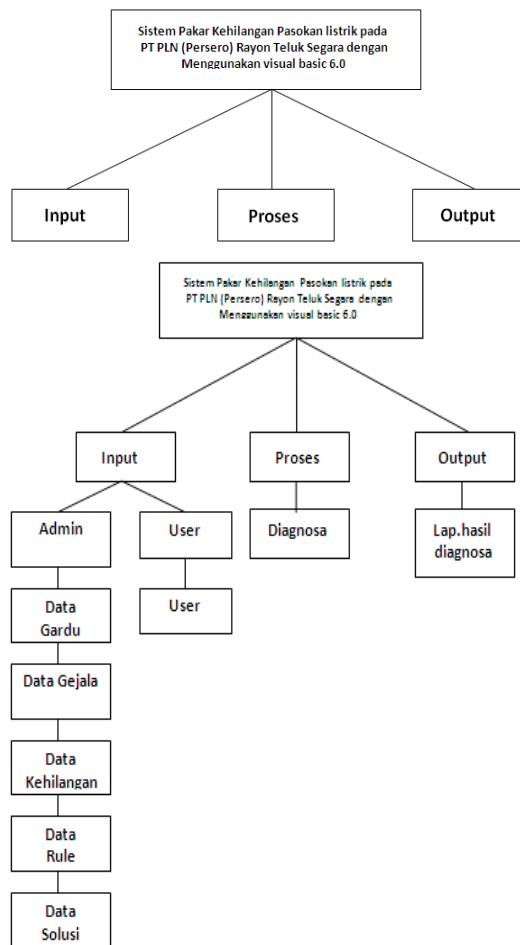 Sistem Pakar Kehilangan Pasokan listrik pada
PT PLN (Persero) Rayon Teluk Segara dengan
Menggunakan visual basic 6.0
Input
Proses
Output
Sistem Pakar Kehilangan Pasokan listrik pada
PT PLN (Persero) Rayon Teluk Segara dengan
Menggunakan visual basic 6.0
Input
Proses
Output
Admin
User
Diagnosa
Lap.hasil
diagnosa
Data
Gardu
User
Data Gejala
Data
Kehilangan
Data
Rule
Data
Solusi